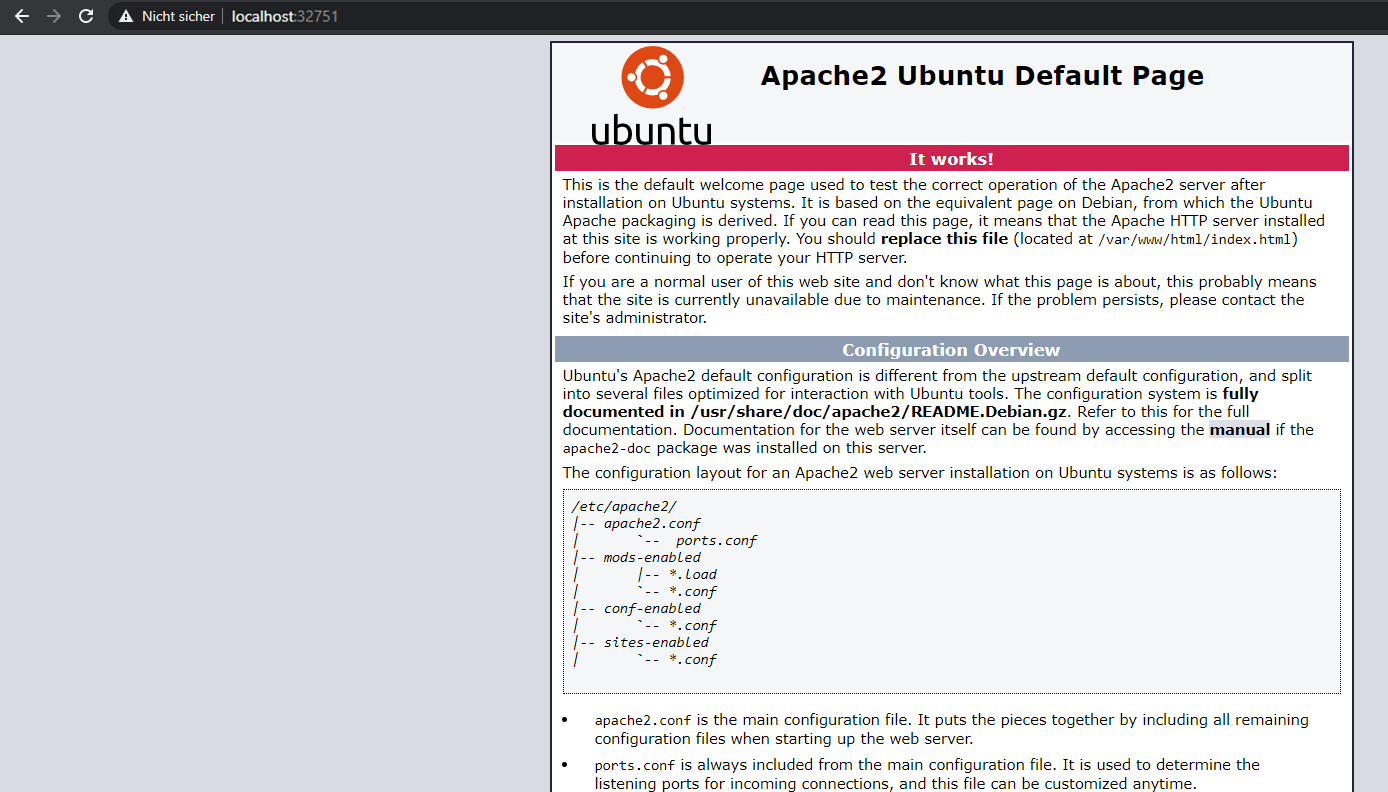 Nicht sicher localhost:32751
ubuntu
Apache2 Ubuntu Default Page
It works!
This is the default welcome page used to test the correct operation of the Apache2 server after
installation on Ubuntu systems. It is based on the equivalent page on Debian, from which the Ubuntu
Apache packaging is derived. If you can read this page, it means that the Apache HTTP server installed
at this site is working properly. You should replace this file (located at /var/www/html/index.html)
before continuing to operate your HTTP server.
If you are a normal user of this web site and don't know what this page is about, this probably means
that the site is currently unavailable due to maintenance. If the problem persists, please contact the
site's administrator.
Configuration Overview
Ubuntu's Apache2 default configuration is different from the upstream default configuration, and split
into several files optimized for interaction with Ubuntu tools. The configuration system is fully
documented in /usr/share/doc/apache2/README.Debian.gz. Refer to this for the full
documentation. Documentation for the web server itself can be found by accessing the manual if the
apache2-doc package was installed on this server.
The configuration layout for an Apache2 web server installation on Ubuntu systems is as follows:
/etc/apache2/
|-- apache2.conf
|       `--  ports.conf
|-- mods-enabled
|       |-- *.load
|       `-- *.conf
|-- conf-enabled
|       `-- *.conf
|-- sites-enabled
|       `-- *.conf
• apache2.conf is the main configuration file. It puts the pieces together by including all remaining
configuration files when starting up the web server.
• ports.conf is always included from the main configuration file. It is used to determine the
listening ports for incoming connections, and this file can be customized anytime.